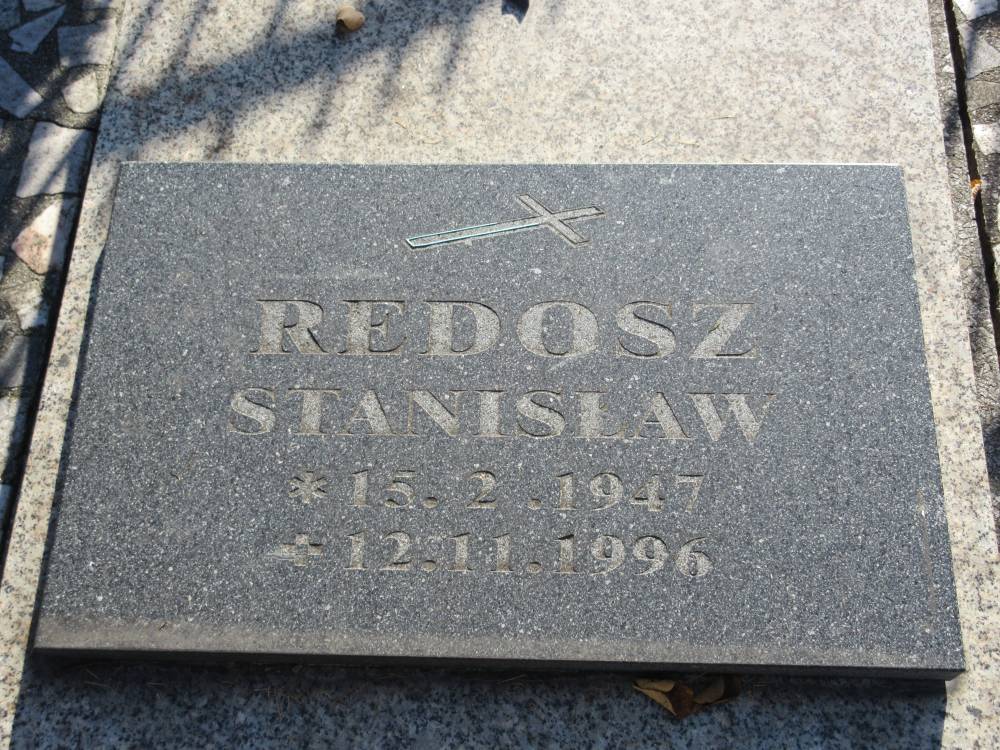 REDOSZ
STANISŁAW
* 15. 2 .1947
+ 12.11.1996